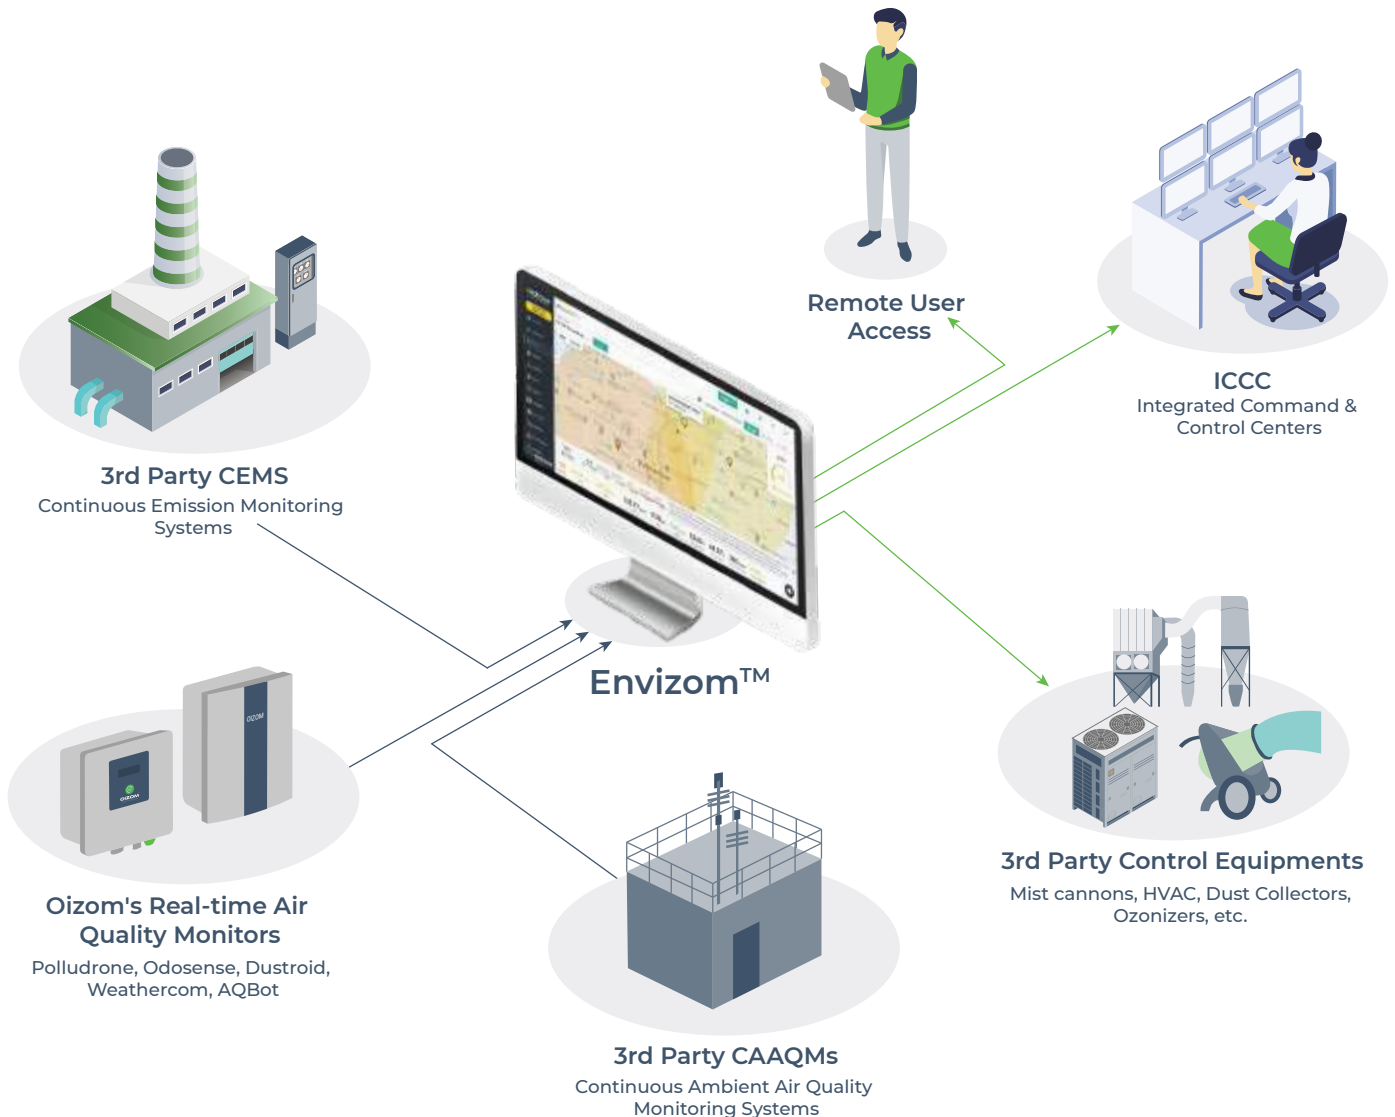 Remote User
Access
ICCC
Integrated Command &
Control Centers
3rd Party CEMS
Continuous Emission Monitoring
Systems
Envizom™
OIZOM
OIZOM
3rd Party Control Equipments
Mist cannons, HVAC, Dust Collectors,
Ozonizers, etc.
Oizom's Real-time Air
Quality Monitors
Polludrone, Odosense, Dustroid,
Weathercom, AQBot
3rd Party CAAQMs
Continuous Ambient Air Quality
Monitoring Systems